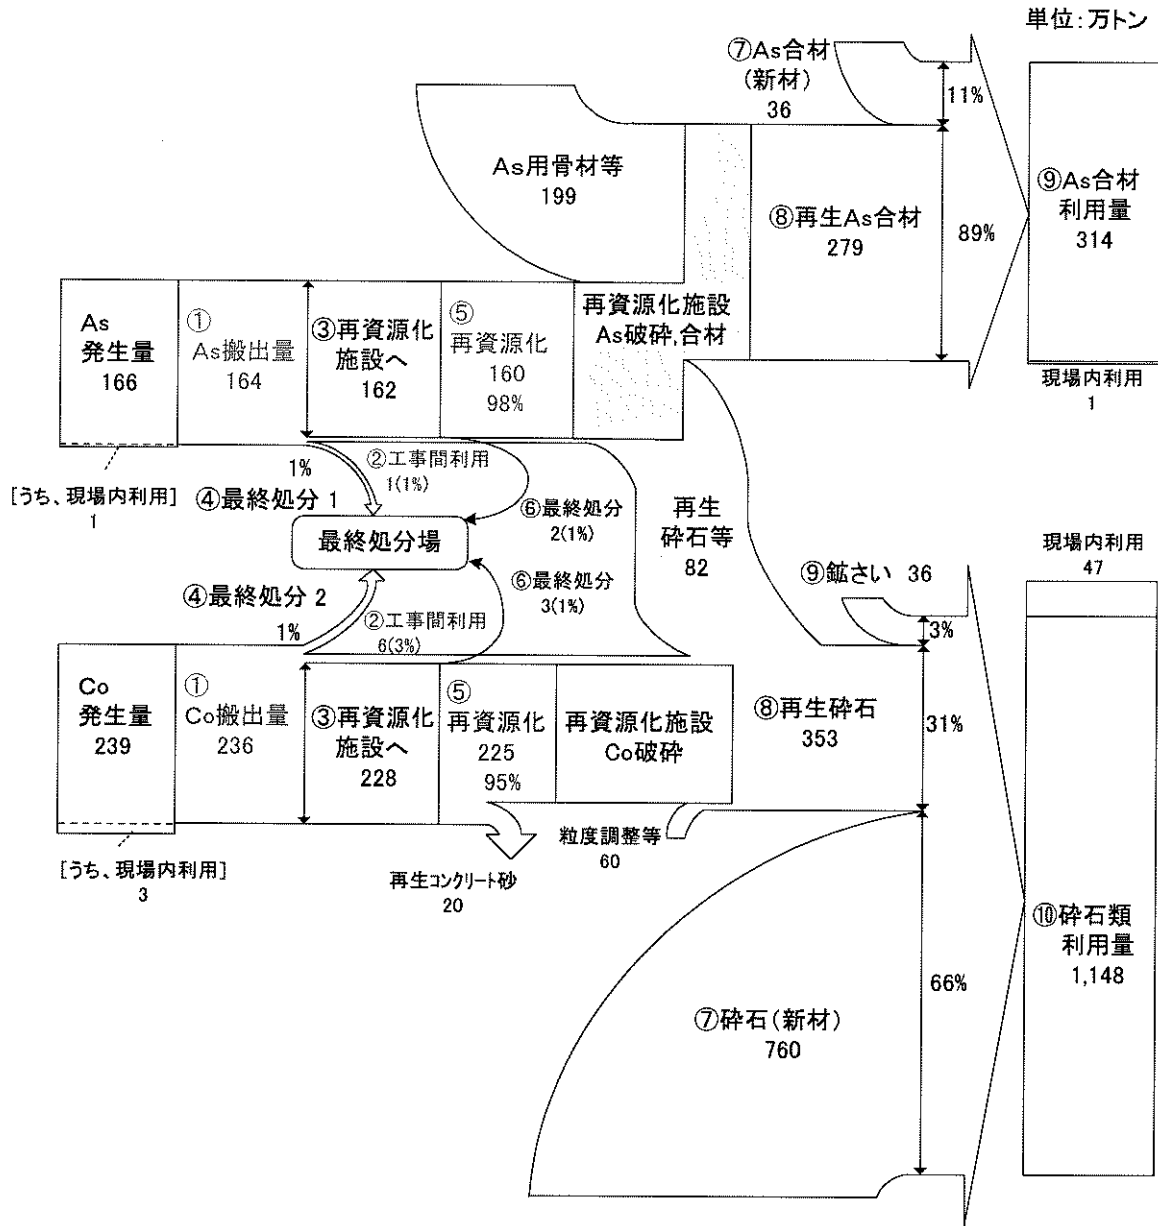 単位：万トン
⑦As合材
(新材)
36
11%
As用骨材等
199
⑧再生As合材
279
89%
⑨As合材
利用量
314
現場内利用
1
As
発生量
166
①
As搬出量
164
③再資源化
施設へ
162
⑤
再資源化
160
98%
再資源化施設
As破砕,合材
[うち、現場内利用]
1
1%
④最終処分 1
②工事間利用
1(1%)
⑥最終処分
2(1%)
最終処分場
再生
砕石等
82
④最終処分 2
1%
②工事間利用
6(3%)
⑥最終処分
3(1%)
⑨鉱さい 36
3%
現場内利用
47
Co
発生量
239
①
Co搬出量
236
③再資源化
施設へ
228
⑤
再資源化
225
95%
再資源化施設
Co破砕
⑧再生砕石
353
31%
[うち、現場内利用]
3
再生コンクリート砂
20
粒度調整等
60
⑦砕石(新材)
760
66%
⑩砕石類
利用量
1,148